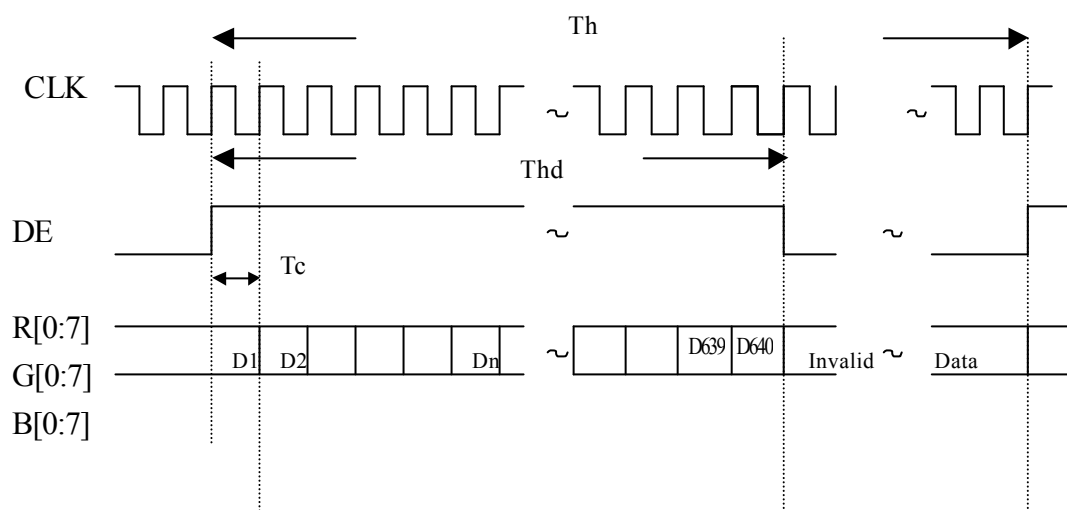 Th
CLK
Thd
DE
Tc
R[0:7]
D1 D2 Dn D639 D640 Invalid Data
G[0:7]
B[0:7]